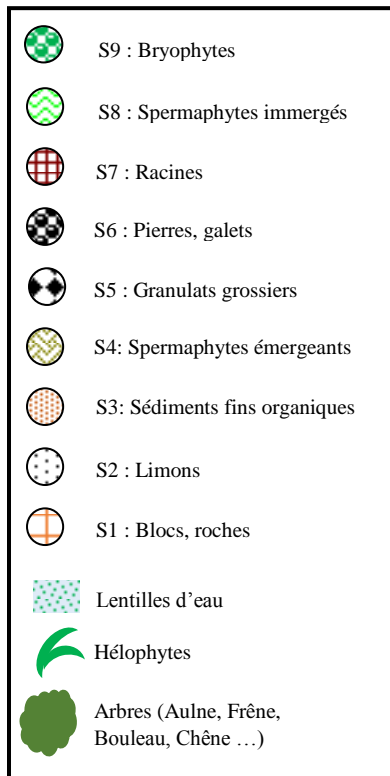 S9 : Bryophytes
S8 : Spermaphytes immergés
S7 : Racines
S6 : Pierres, galets
S5 : Granulats grossiers
S4: Spermaphytes émergeants
S3: Sédiments fins organiques
S2 : Limons
S1 : Blocs, roches
Lentilles d’eau
Hélophytes
Arbres (Aulne, Frêne,
Bouleau, Chêne …)